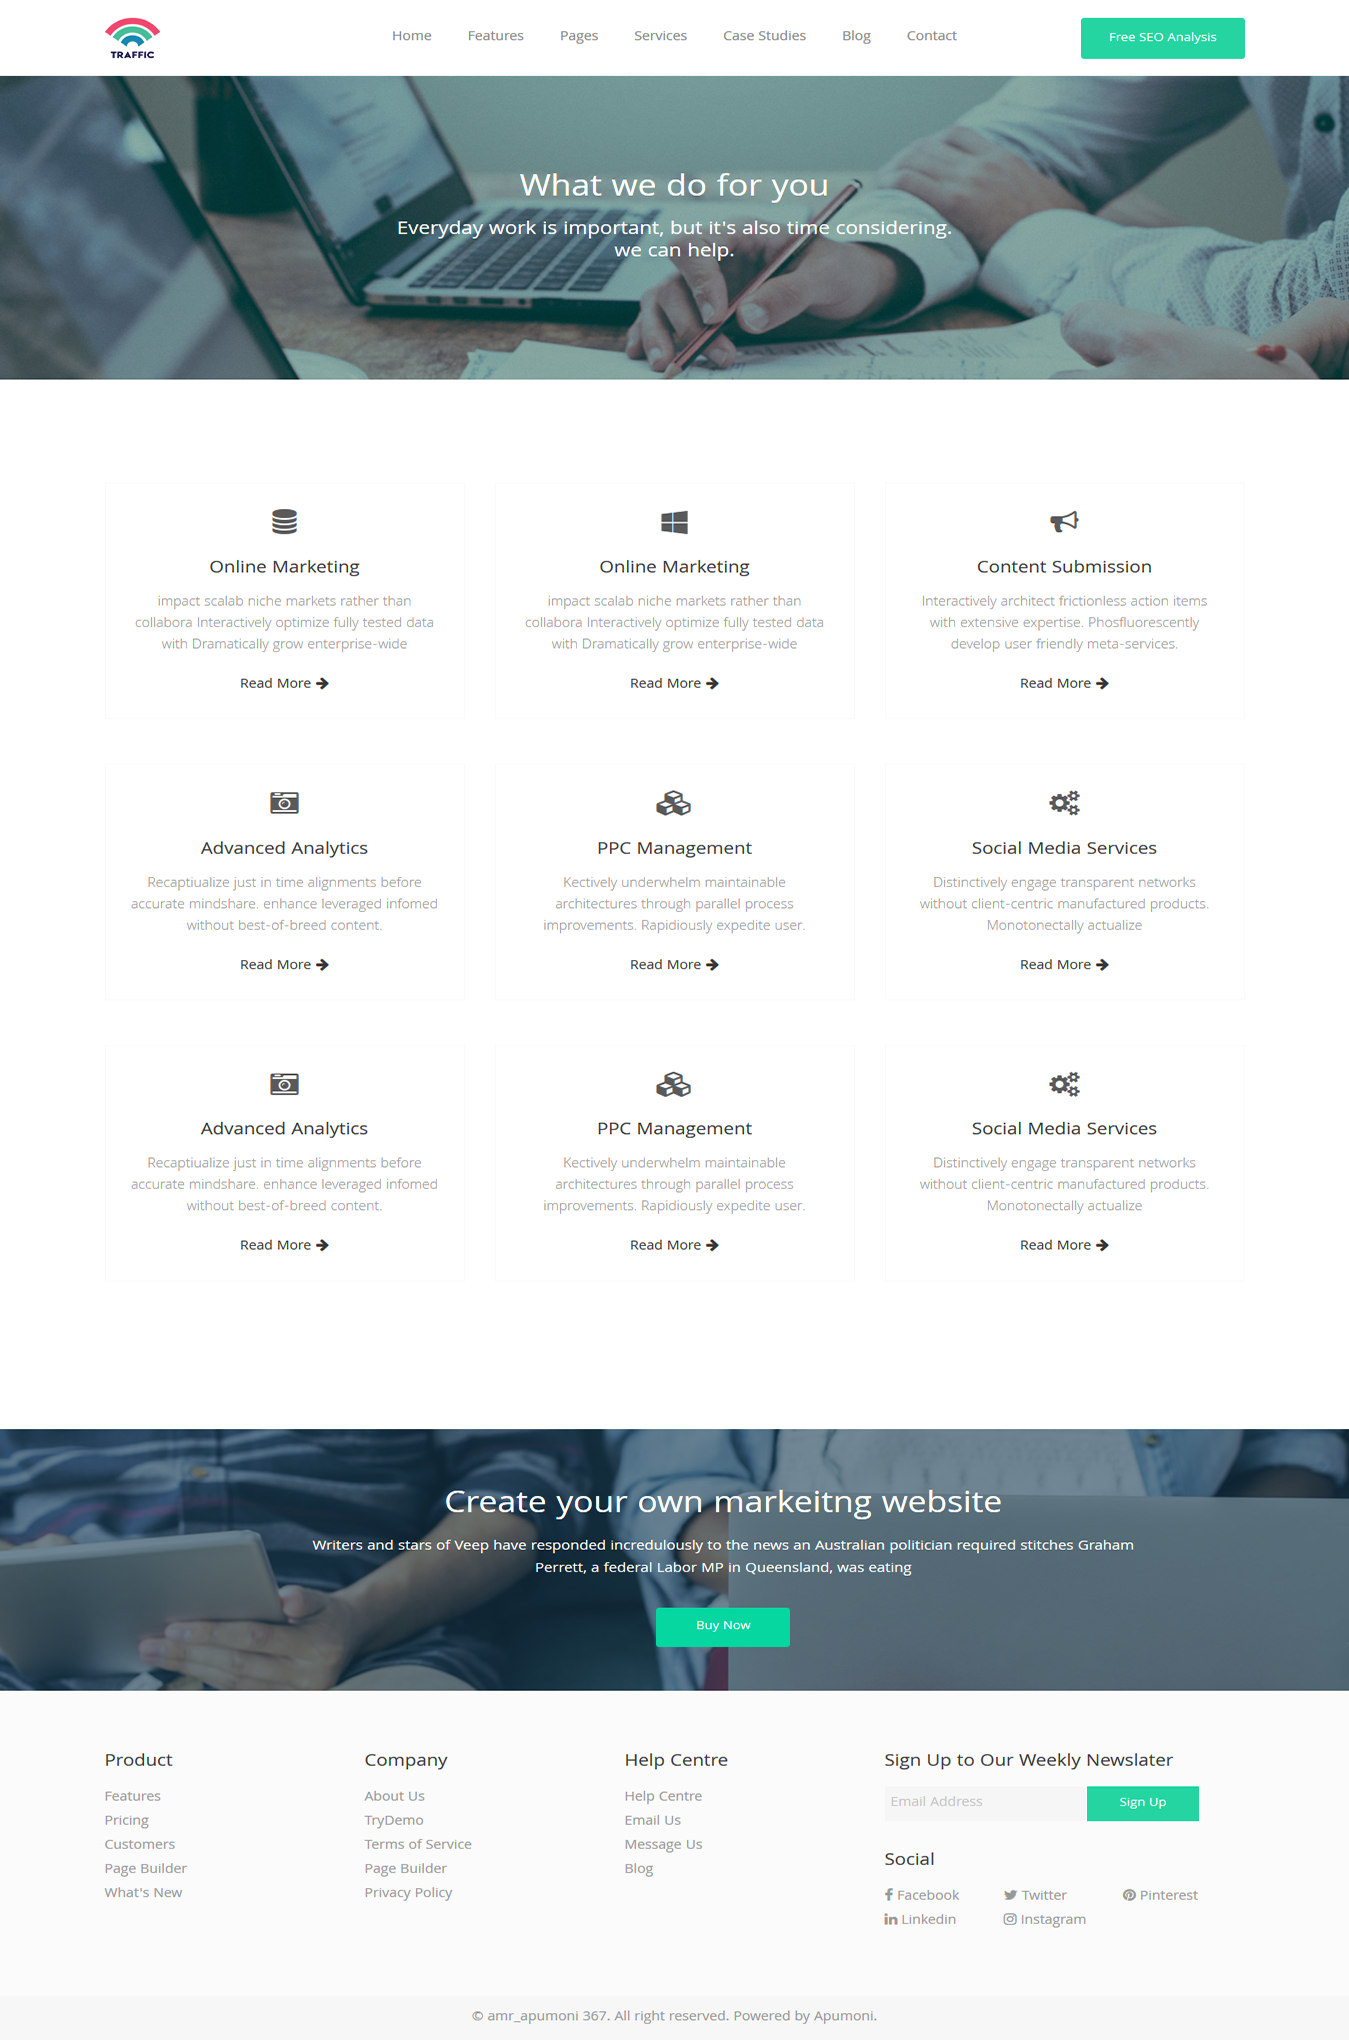 TRAFFIC
Home Features Pages Services Case Studies Blog Contact
Free SEO Analysis
What we do for you
Everyday work is important, but it's also time considering.
we can help.
Online Marketing
impact scalab niche markets rather than
collabora Interactively optimize fully tested data
with Dramatically grow enterprise-wide
Read More
Online Marketing
impact scalab niche markets rather than
collabora Interactively optimize fully tested data
with Dramatically grow enterprise-wide
Read More
Content Submission
Interactively architect frictionless action items
with extensive expertise. Phosfluorescently
develop user friendly meta-services.
Read More
Advanced Analytics
Recaptiualize just in time alignments before
accurate mindshare. enhance leveraged infomed
without best-of-breed content.
Read More
PPC Management
Kectively underwhelm maintainable
architectures through parallel process
improvements. Rapidiously expedite user.
Read More
Social Media Services
Distinctively engage transparent networks
without client-centric manufactured products.
Monotonectally actualize
Read More
Advanced Analytics
Recaptiualize just in time alignments before
accurate mindshare. enhance leveraged infomed
without best-of-breed content.
Read More
PPC Management
Kectively underwhelm maintainable
architectures through parallel process
improvements. Rapidiously expedite user.
Read More
Social Media Services
Distinctively engage transparent networks
without client-centric manufactured products.
Monotonectally actualize
Read More
Create your own markeitng website
Writers and stars of Veep have responded incredulously to the news an Australian politician required stitches Graham
Perrett, a federal Labor MP in Queensland, was eating
Buy Now
Product
Features
Pricing
Customers
Page Builder
What's New
Company
About Us
TryDemo
Terms of Service
Page Builder
Privacy Policy
Help Centre
Help Centre
Email Us
Message Us
Blog
Sign Up to Our Weekly Newslater
Email Address
Sign Up
Social
Facebook Twitter Pinterest
Linkedin Instagram
© amr_apumoni 367. All right reserved. Powered by Apumoni.